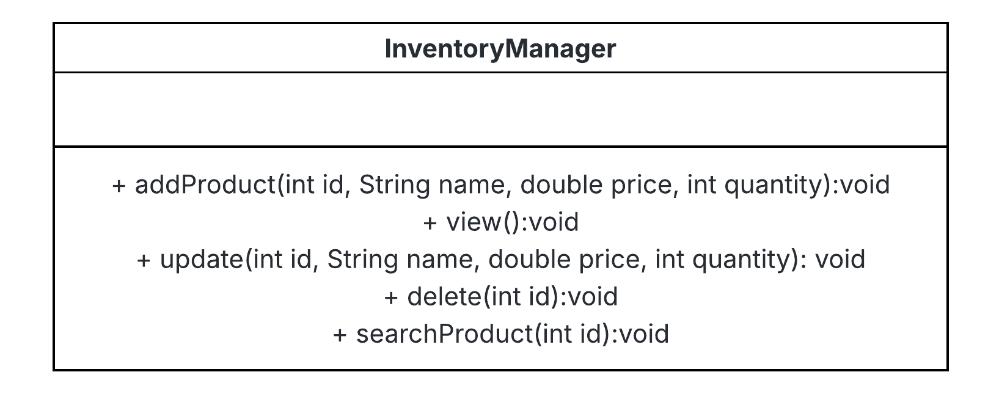 InventoryManager
+ addProduct(int id, String name, double price, int quantity):void
+ view():void
+ update(int id, String name, double price, int quantity): void
+ delete(int id):void
+ searchProduct(int id):void